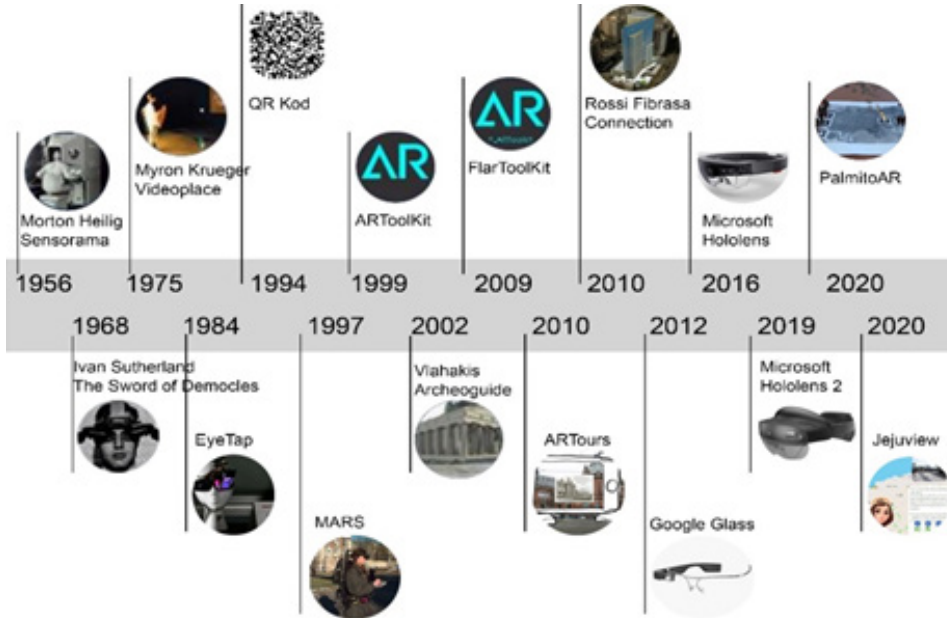 QR Kod
Rossi Fibrasa
Connection
Myron Krueger
Videoplace
AR
FlarToolKit
AR
ARToolKit
PalmitoAR
Morton Heilig
Sensorama
Microsoft
Hololens
1956 1975 1994 1999 2009 2010 2016 2020
1968 1984 1997 2002 2010 2012 2019 2020
Ivan Sutherland
The Sword of Democles
Vlahakis
Archeoguide
Microsoft
Hololens 2
EyeTap
ARTours
Jejuview
MARS
Google Glass